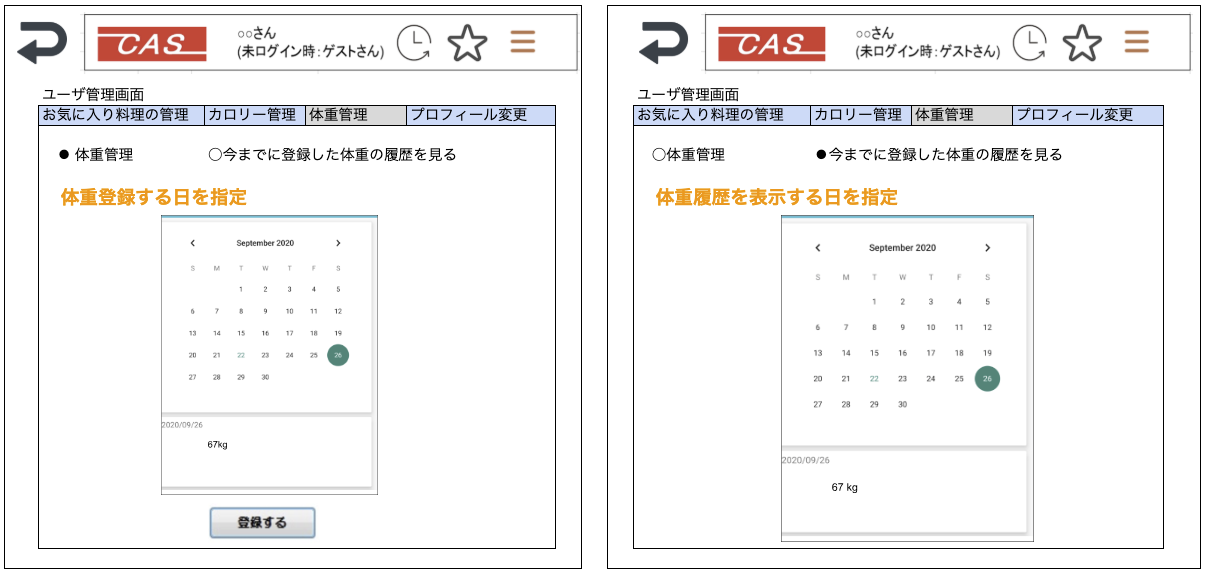 CAS
○○さん
(未ログイン時：ゲストさん)
ユーザ管理画面
お気に入り料理の管理 カロリー管理 体重管理 プロフィール変更
● 体重管理 ○今までに登録した体重の履歴を見る
体重登録する日を指定
September 2020
S M T W T F S
1 2 3 4 5
6 7 8 9 10 11 12
13 14 15 16 17 18 19
20 21 22 23 24 25 26
27 28 29 30
2020/09/26
67kg
登録する
CAS
○○さん
(未ログイン時：ゲストさん)
ユーザ管理画面
お気に入り料理の管理 カロリー管理 体重管理 プロフィール変更
○体重管理 ●今までに登録した体重の履歴を見る
体重履歴を表示する日を指定
September 2020
S M T W T F S
1 2 3 4 5
6 7 8 9 10 11 12
13 14 15 16 17 18 19
20 21 22 23 24 25 26
27 28 29 30
2020/09/26
67 kg